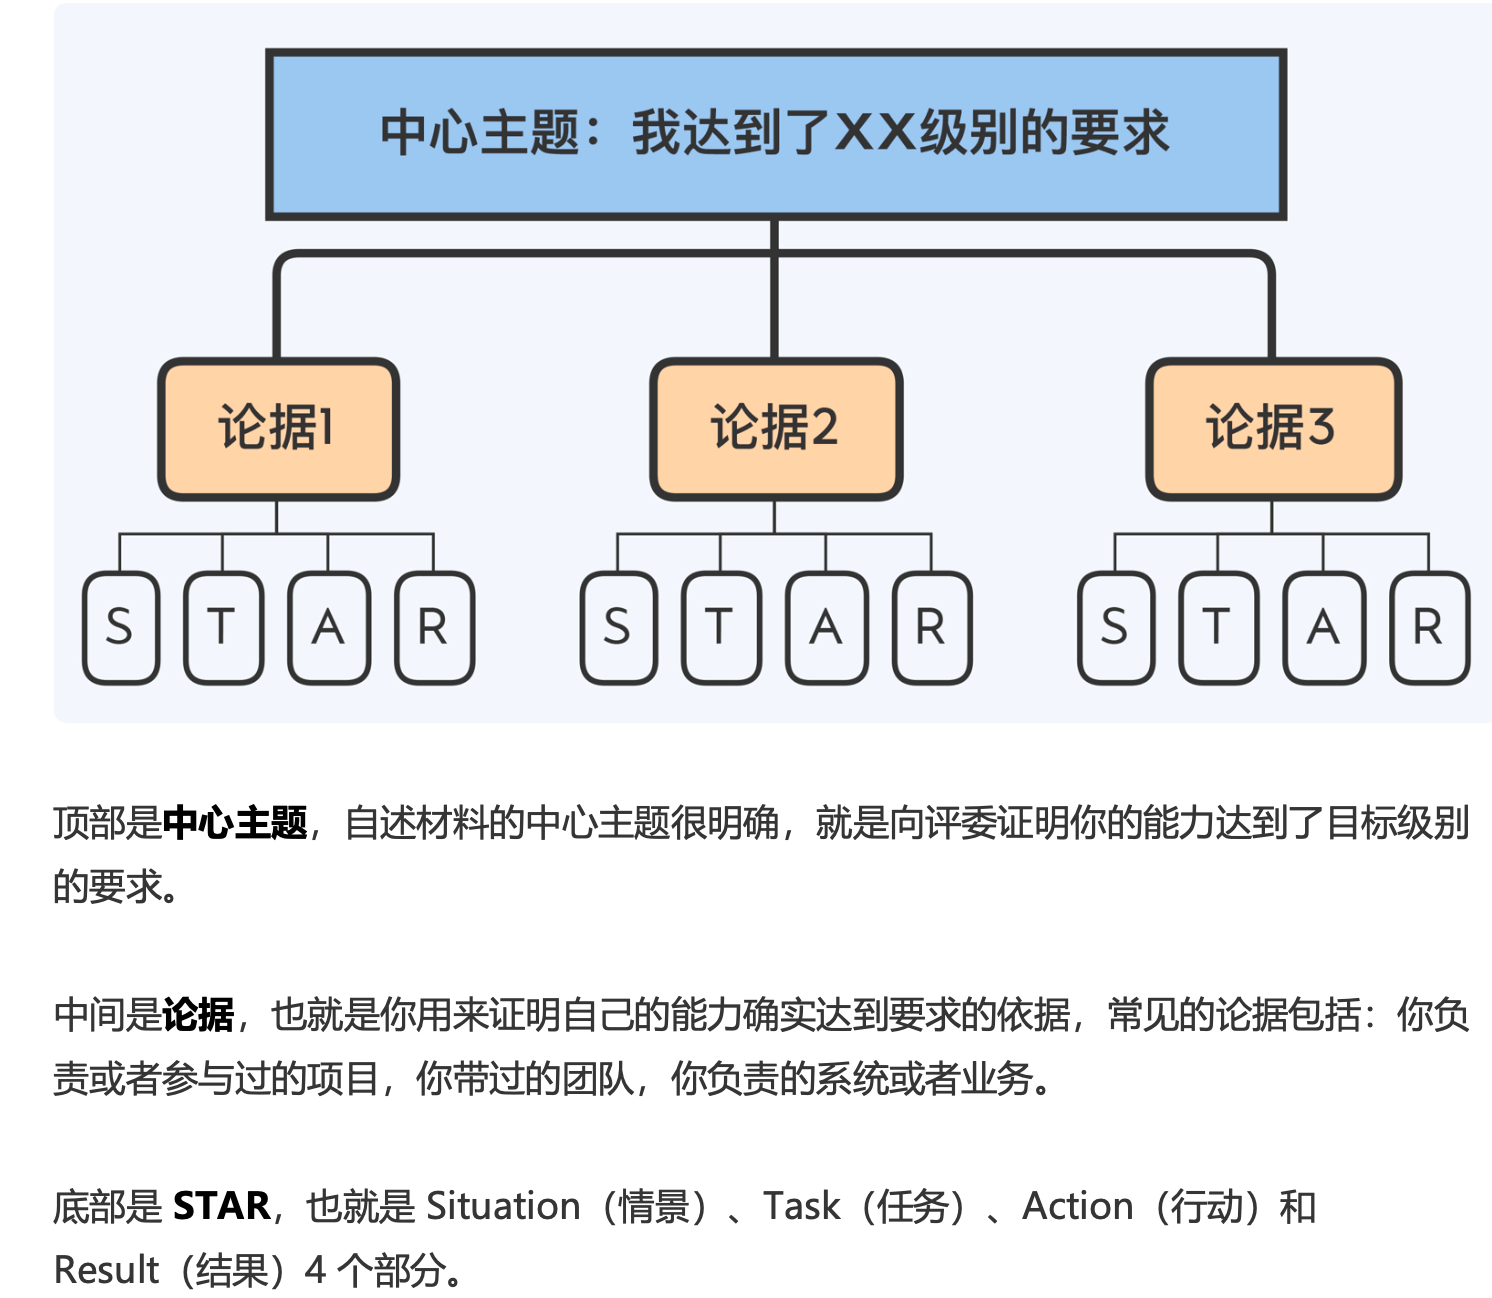 中心主题：我达到了XX级别的要求
论据1 论据2 论据3
S T A R S T A R S T A R
顶部是中心主题，自述材料的中心主题很明确，就是向评委证明你的能力达到了目标级别
的要求。
中间是论据，也就是你用来证明自己的能力确实达到要求的依据，常见的论据包括：你负
责或者参与过的项目，你带过的团队，你负责的系统或者业务。
底部是 STAR，也就是 Situation（情景）、Task（任务）、Action（行动）和
Result（结果）4 个部分。